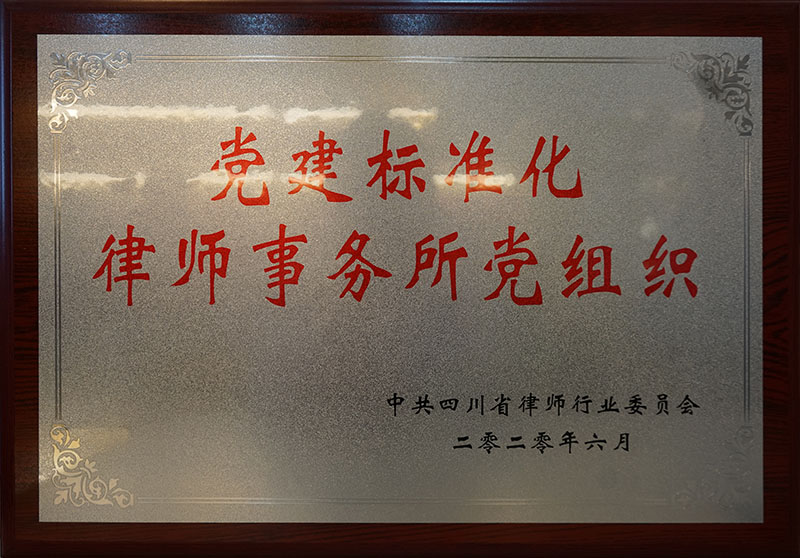 党建标准化
律师事务所党组织
中共四川省律师行业委员会
二零二零年六月